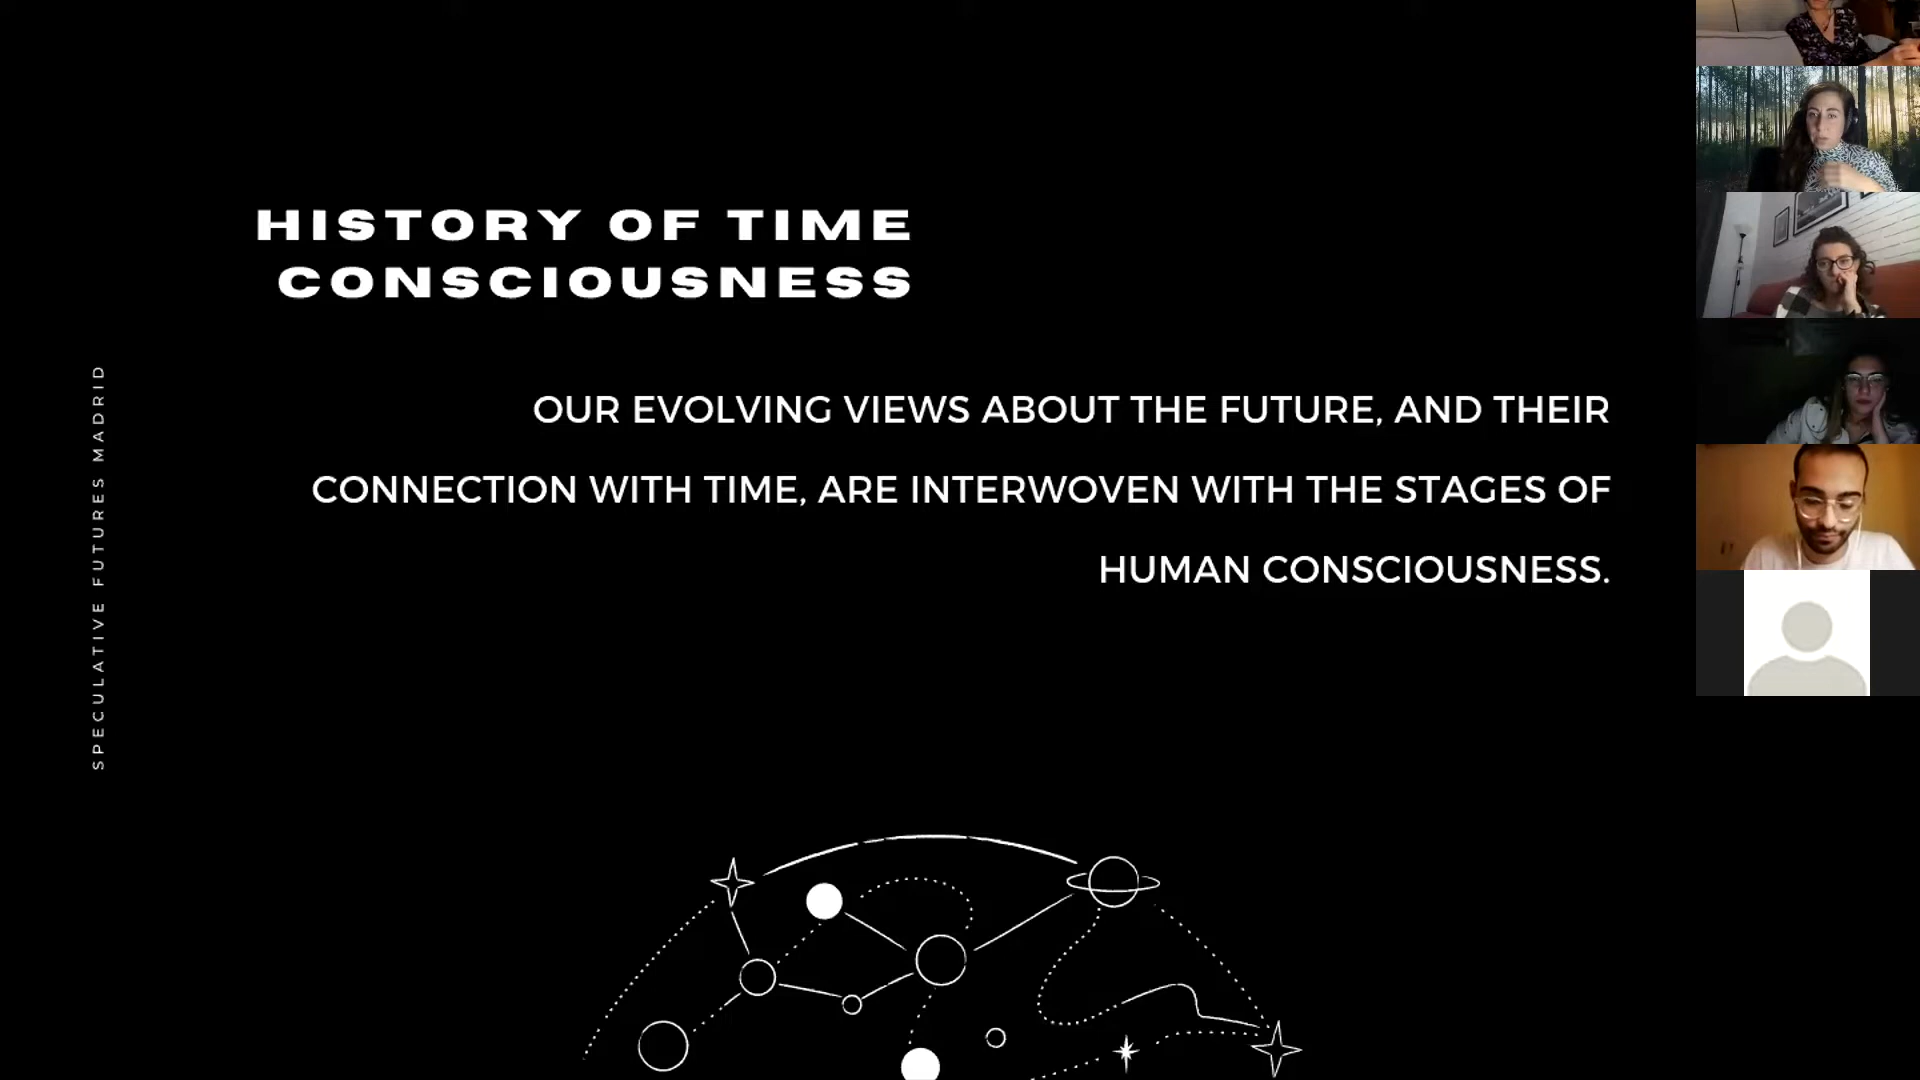 HISTORY OF TIME
CONSCIOUSNESS
OUR EVOLVING VIEWS ABOUT THE FUTURE, AND THEIR
CONNECTION WITH TIME, ARE INTERWOVEN WITH THE STAGES OF
HUMAN CONSCIOUSNESS.
SPECULATIVE FUTURES MADRID